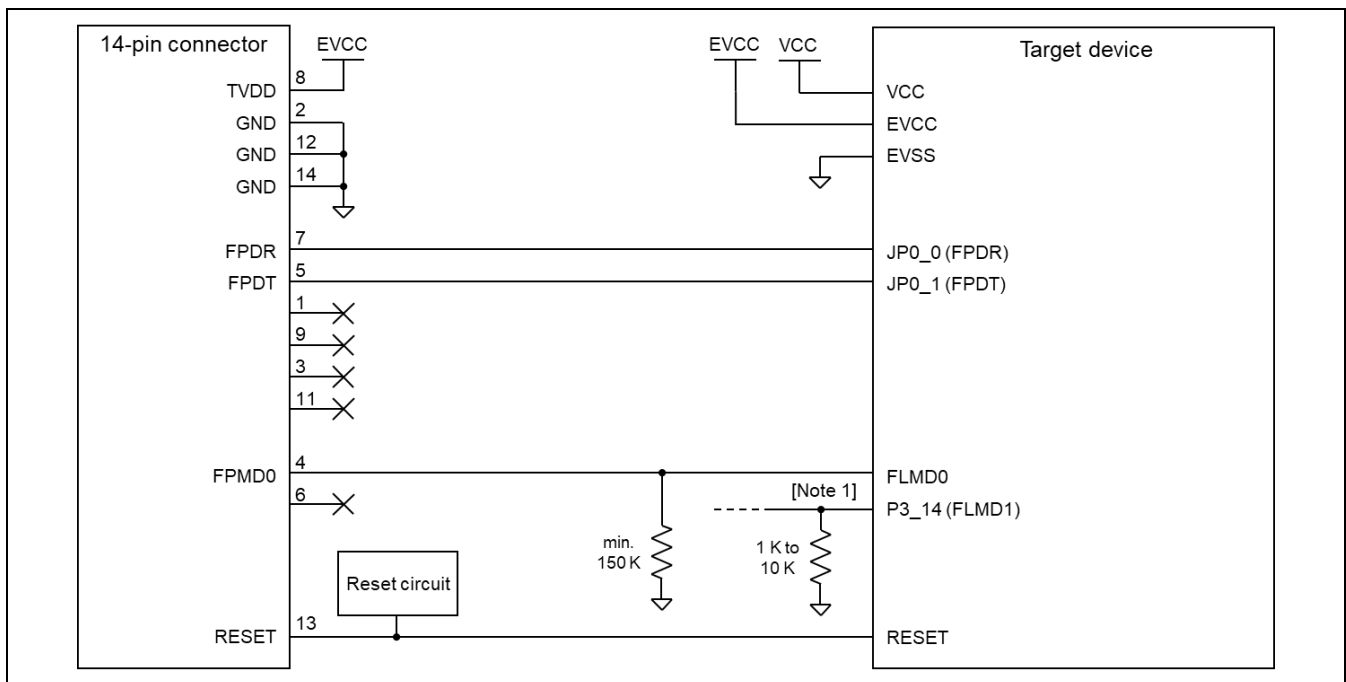 14-pin connector
EVCC
EVCC
VCC
Target device
TVDD
8
VCC
GND
2
EVCC
GND
12
EVSS
GND
14
FPDR
7
JP0_0 (FPDR)
FPDT
5
JP0_1 (FPDT)
1
9
3
11
FPMD0
4
FLMD0
6
[Note 1]
P3_14 (FLMD1)
min.
150 K
1 K to
10 K
Reset circuit
RESET
13
RESET